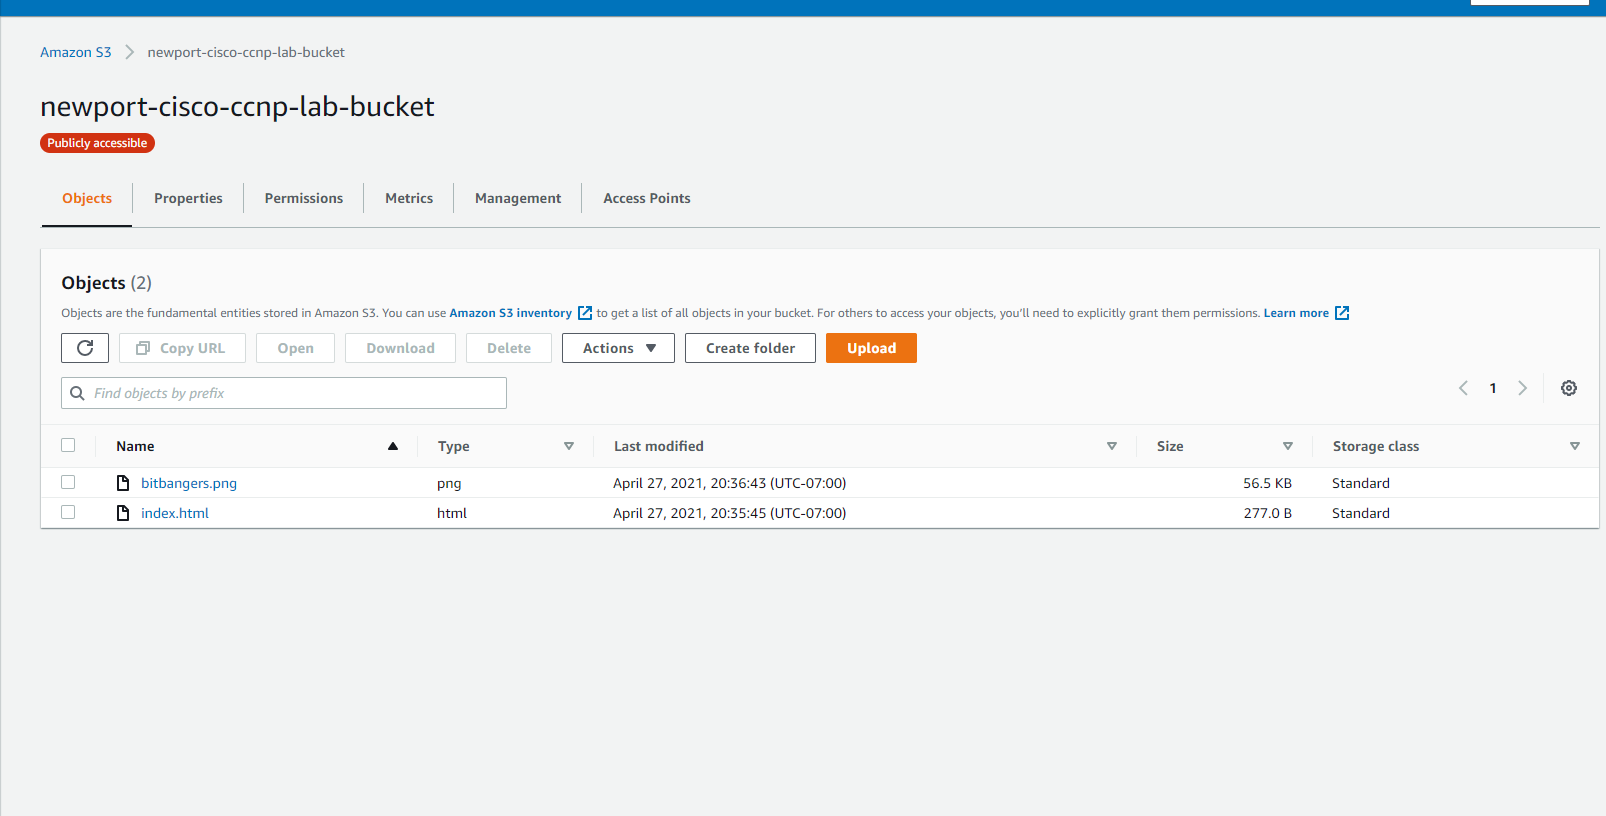 Amazon S3 newport-cisco-ccnp-lab-bucket
newport-cisco-ccnp-lab-bucket
Publicly accessible
Objects Properties Permissions Metrics Management Access Points
Objects (2)
Objects are the fundamental entities stored in Amazon S3. You can use Amazon S3 inventory to get a list of all objects in your bucket. For others to access your objects, you'll need to explicitly grant them permissions. Learn more
Copy URL Open Download Delete Actions Create folder Upload
Find objects by prefix 1
Name Type Last modified Size Storage class
bitbangers.png png April 27, 2021, 20:36:43 (UTC-07:00) 56.5 KB Standard
index.html html April 27, 2021, 20:35:45 (UTC-07:00) 277.0 B Standard